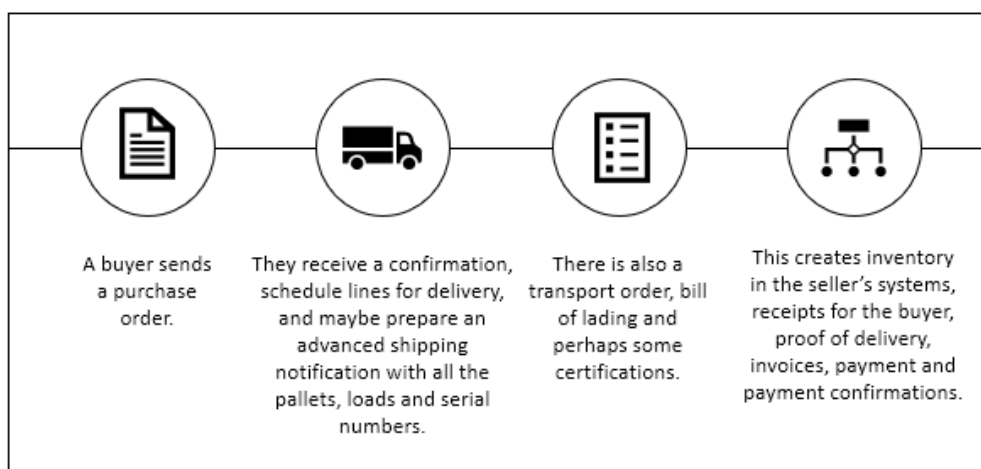 A buyer sends
a purchase
order.
They receive a confirmation,
schedule lines for delivery,
and maybe prepare an
advanced shipping
notification with all the
pallets, loads and serial
numbers.
There is also a
transport order, bill
of lading and
perhaps some
certifications.
This creates inventory
in the seller’s systems,
receipts for the buyer,
proof of delivery,
invoices, payment and
payment confirmations.